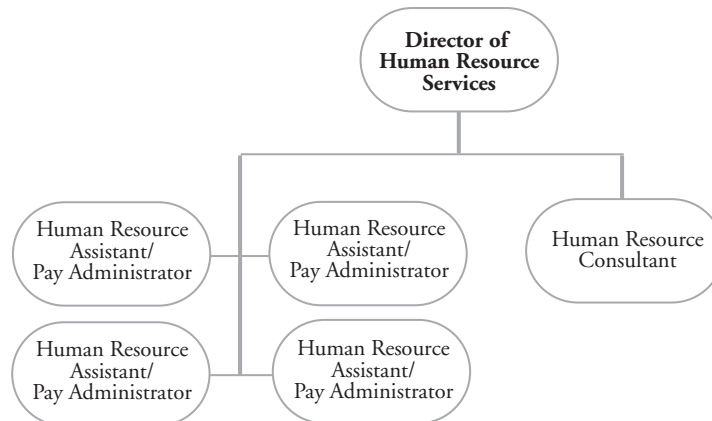 Director of
Human Resource
Services
Human Resource
Assistant/
Pay Administrator
Human Resource
Assistant/
Pay Administrator
Human Resource
Consultant
Human Resource
Assistant/
Pay Administrator
Human Resource
Assistant/
Pay Administrator